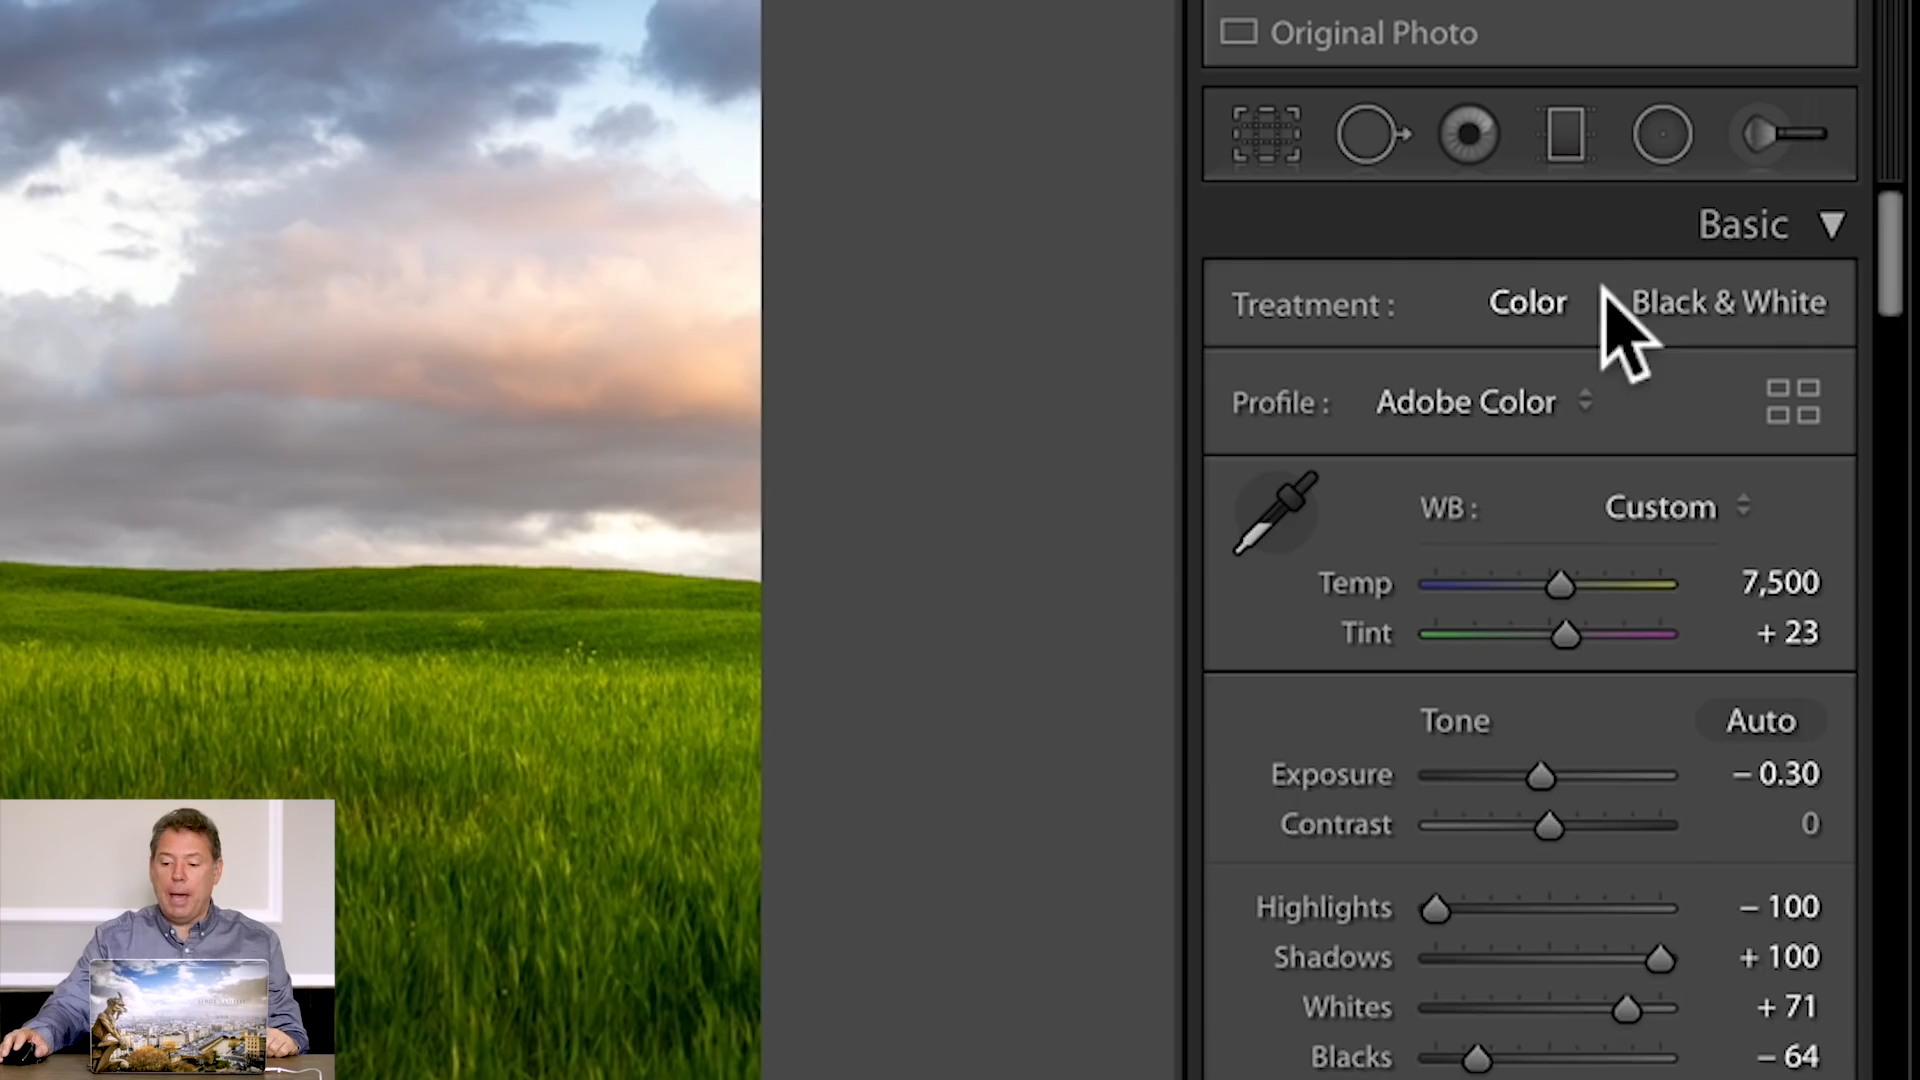 Original Photo
Basic
Treatment : Color Black & White
Profile : Adobe Color
WB : Custom
Temp 7,500
Tint + 23
Tone Auto
Exposure – 0.30
Contrast 0
Highlights – 100
Shadows + 100
Whites + 71
Blacks – 64